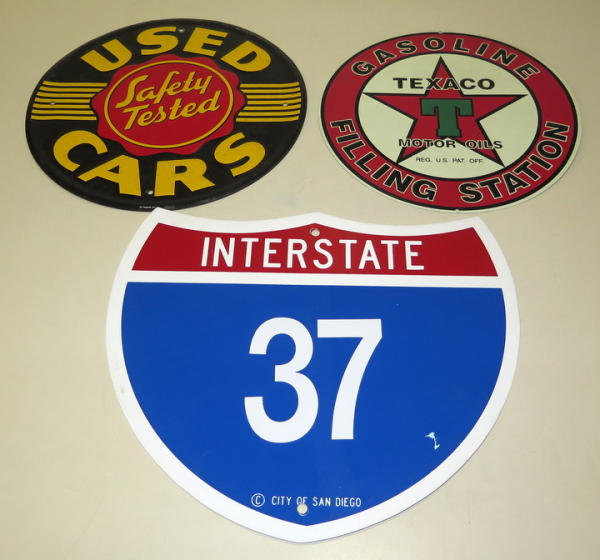 USED
Safety
Tested
CARS
GASOLINE
TEXACO
T
MOTOR OILS
REG. U.S. PAT. OFF.
FILLING STATION
INTERSTATE
37
© CITY OF SAN DIEGO